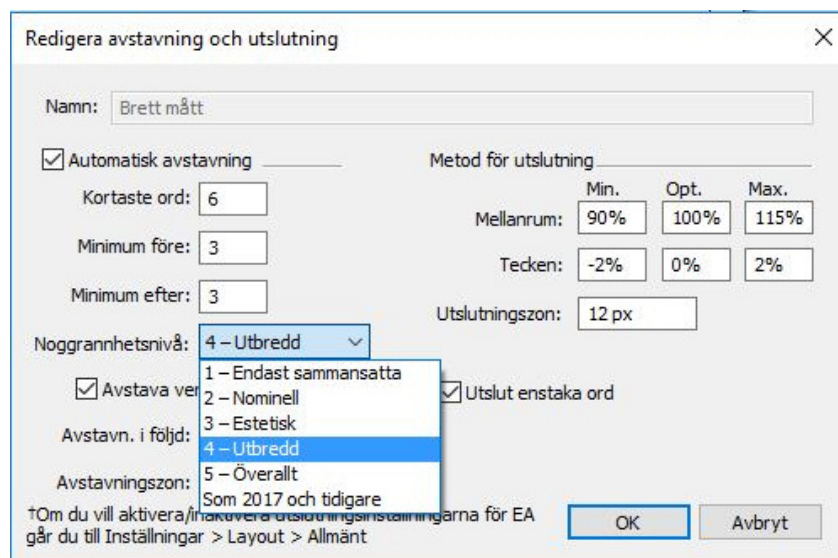 Redigera avstavning och utslutning
Namn: Brett mått
Automatisk avstavning
Kortaste ord: 6
Minimum före: 3
Minimum efter: 3
Noggrannhetsnivå: 4 – Utbredd
1 – Endast sammansatta
2 – Nominell
3 – Estetisk
4 – Utbredd
5 – Överallt
Som 2017 och tidigare
Avstava ver
Avstavn. i följd:
Avstavningszon:
Metod för utslutning
Min. Opt. Max.
Mellanrum: 90% 100% 115%
Tecken: -2% 0% 2%
Utslutningszon: 12 px
Utslut enstaka ord
†Om du vill aktivera/inaktivera utslutningsinställningarna för EA
går du till Inställningar > Layout > Allmänt
OK Avbryt